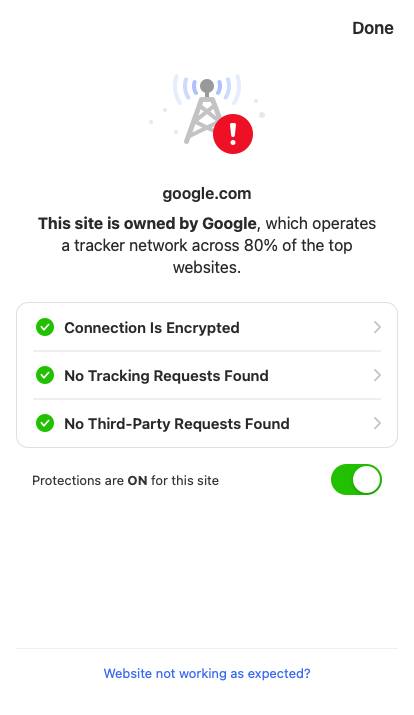 Done
google.com
This site is owned by Google, which operates
a tracker network across 80% of the top
websites.
Connection Is Encrypted
No Tracking Requests Found
No Third-Party Requests Found
Protections are ON for this site
Website not working as expected?